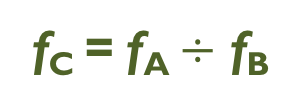 fC = fA ÷ fB